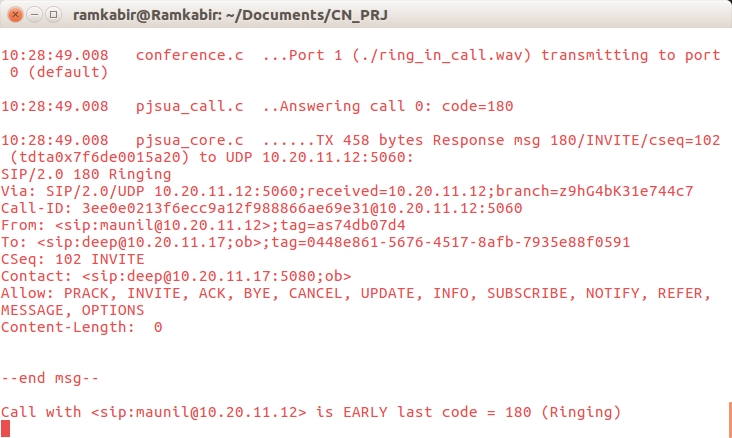 ramkabir@Ramkabir: ~/Documents/CN_PRJ
10:28:49.008   conference.c  ...Port 1 (./ring_in_call.wav) transmitting to port
 0 (default)
10:28:49.008   pjsua_call.c  ..Answering call 0: code=180
10:28:49.008   pjsua_core.c  ......TX 458 bytes Response msg 180/INVITE/cseq=102
 (tdta0x7f6de0015a20) to UDP 10.20.11.12:5060:
SIP/2.0 180 Ringing
Via: SIP/2.0/UDP 10.20.11.12:5060;received=10.20.11.12;branch=z9hG4bK31e744c7
Call-ID: 3ee0e0213f6ecc9a12f988866ae69e31@10.20.11.12:5060
From: <sip:maunil@10.20.11.12>;tag=as74db07d4
To: <sip:deep@10.20.11.17;ob>;tag=0448e861-5676-4517-8afb-7935e88f0591
CSeq: 102 INVITE
Contact: <sip:deep@10.20.11.17:5080;ob>
Allow: PRACK, INVITE, ACK, BYE, CANCEL, UPDATE, INFO, SUBSCRIBE, NOTIFY, REFER,
MESSAGE, OPTIONS
Content-Length:  0
--end msg--
Call with <sip:maunil@10.20.11.12> is EARLY last code = 180 (Ringing)